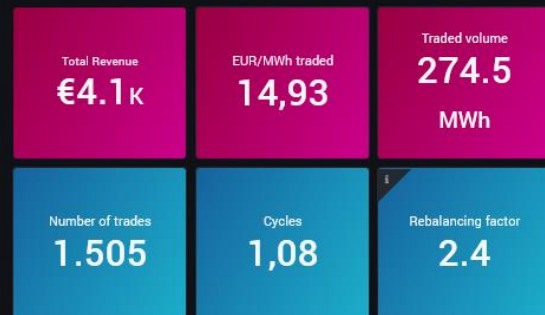 Total Revenue
€4.1K
EUR/MWh traded
14,93
Traded volume
274.5
MWh
Number of trades
1.505
Cycles
1,08
i
Rebalancing factor
2.4